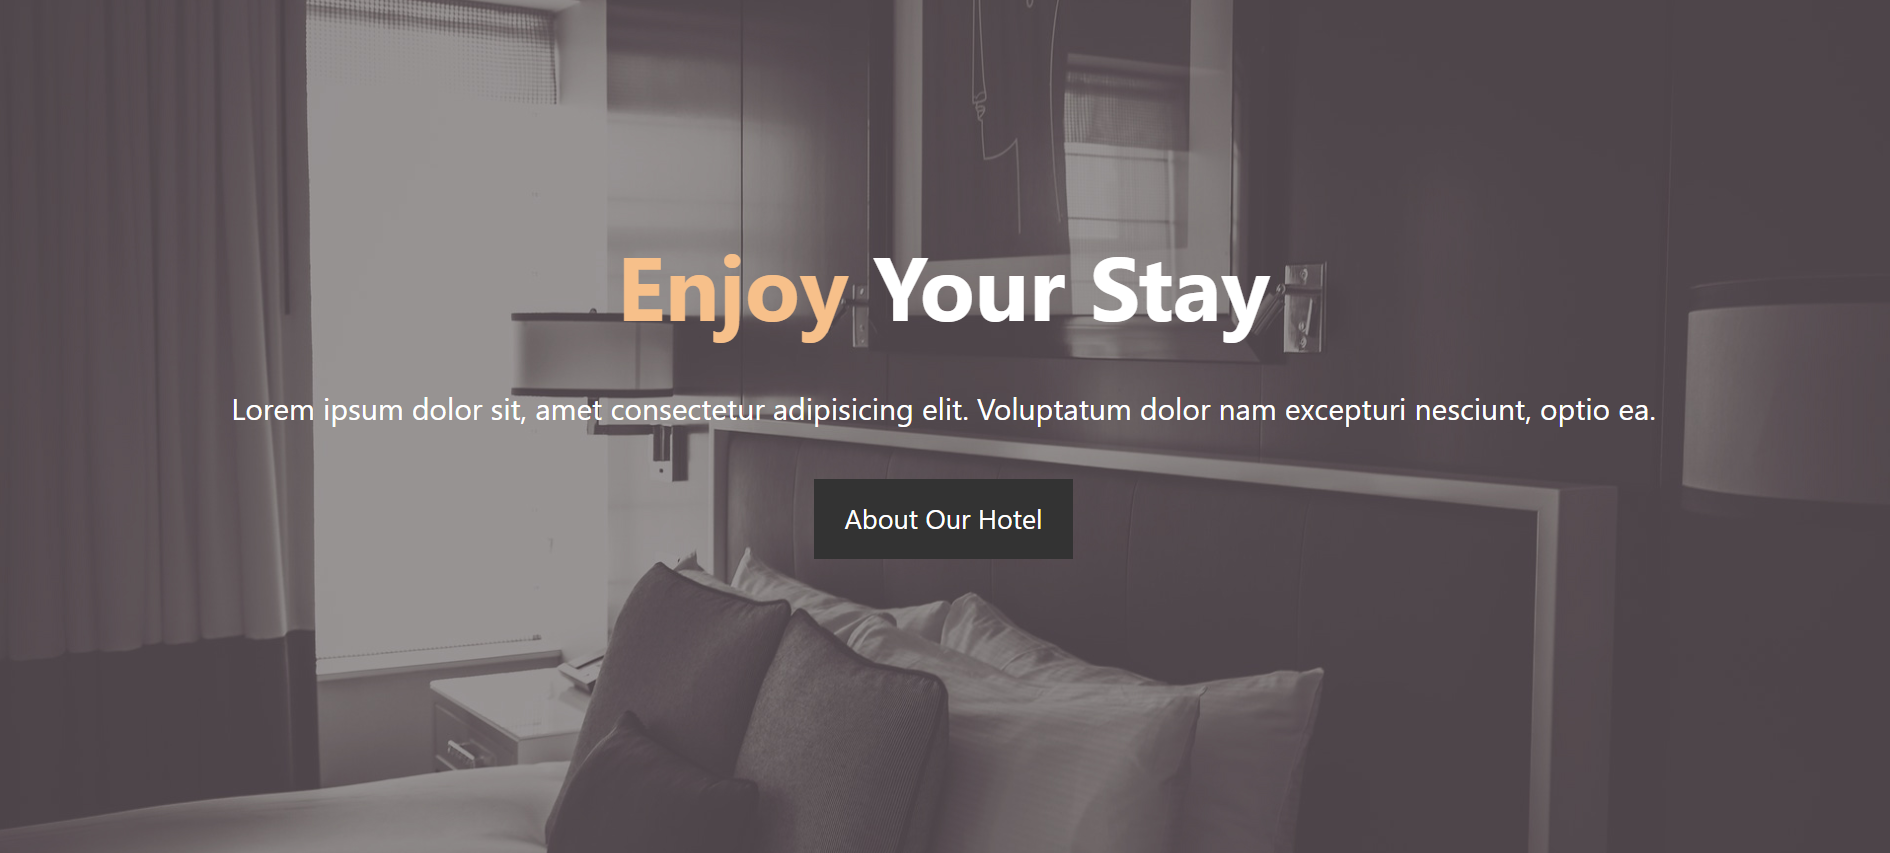 Enjoy Your Stay
Lorem ipsum dolor sit, amet consectetur adipisicing elit. Voluptatum dolor nam excepturi nesciunt, optio ea.
About Our Hotel